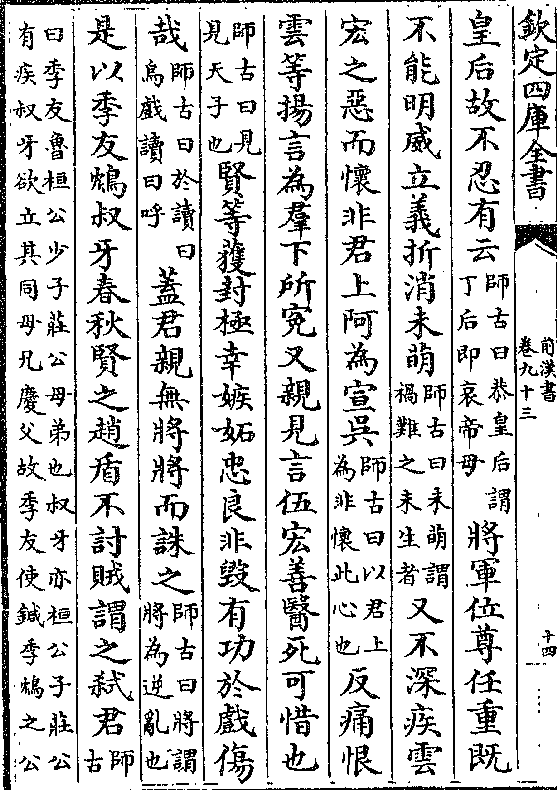 欽定四庫全書
前漢書
卷九十三
十四
皇后故不忍有云師古曰恭皇后謂丁后即哀帝母將軍位尊任重既
不能明威立義折消未萌師古曰未萌謂禍難之未生者又不深疾雲
宏之惡而懷非君上阿為宣吳師古曰以君上為非懷此心也反痛恨
雲等揚言為羣下所寃又親見言伍宏善醫死可惜也
師古曰見見天子也賢等獲封極幸嫉妬忠良非毀有功於戲傷
哉師古曰於讀曰烏戲讀曰呼蓋君親無將將而誅之師古曰將謂將為逆亂也
是以季友鴆叔牙春秋賢之趙盾不討賊謂之弑君師古
曰季友魯桓公少子莊公母弟也叔牙亦桓公子莊公
有疾叔牙欲立其同母兄慶父故季友使鍼季鴆之公